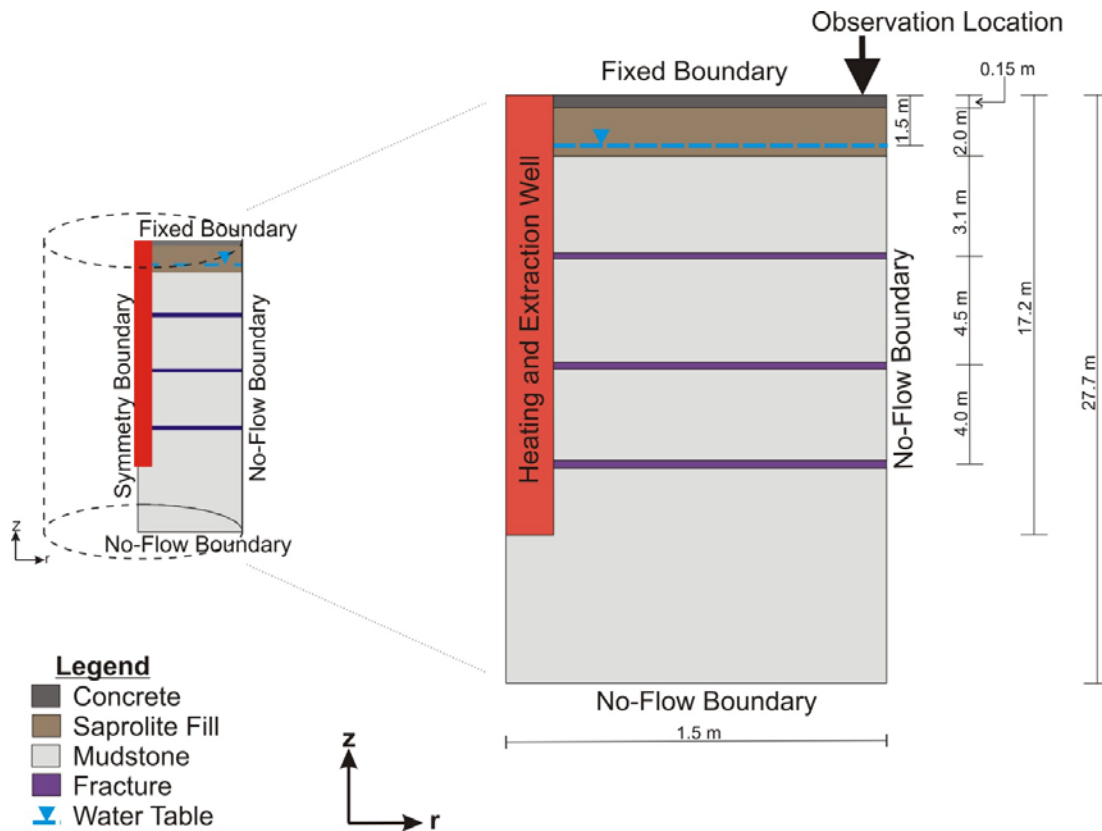 Observation Location
Fixed Boundary
0.15 m
1.5 m
2.0 m
3.1 m
4.5 m
4.0 m
17.2 m
27.7 m
Heating and Extraction Well
No-Flow Boundary
No-Flow Boundary
1.5 m
z
r
Fixed Boundary
Symmetry Boundary
No-Flow Boundary
No-Flow Boundary
z
r
Legend
Concrete
Saprolite Fill
Mudstone
Fracture
Water Table